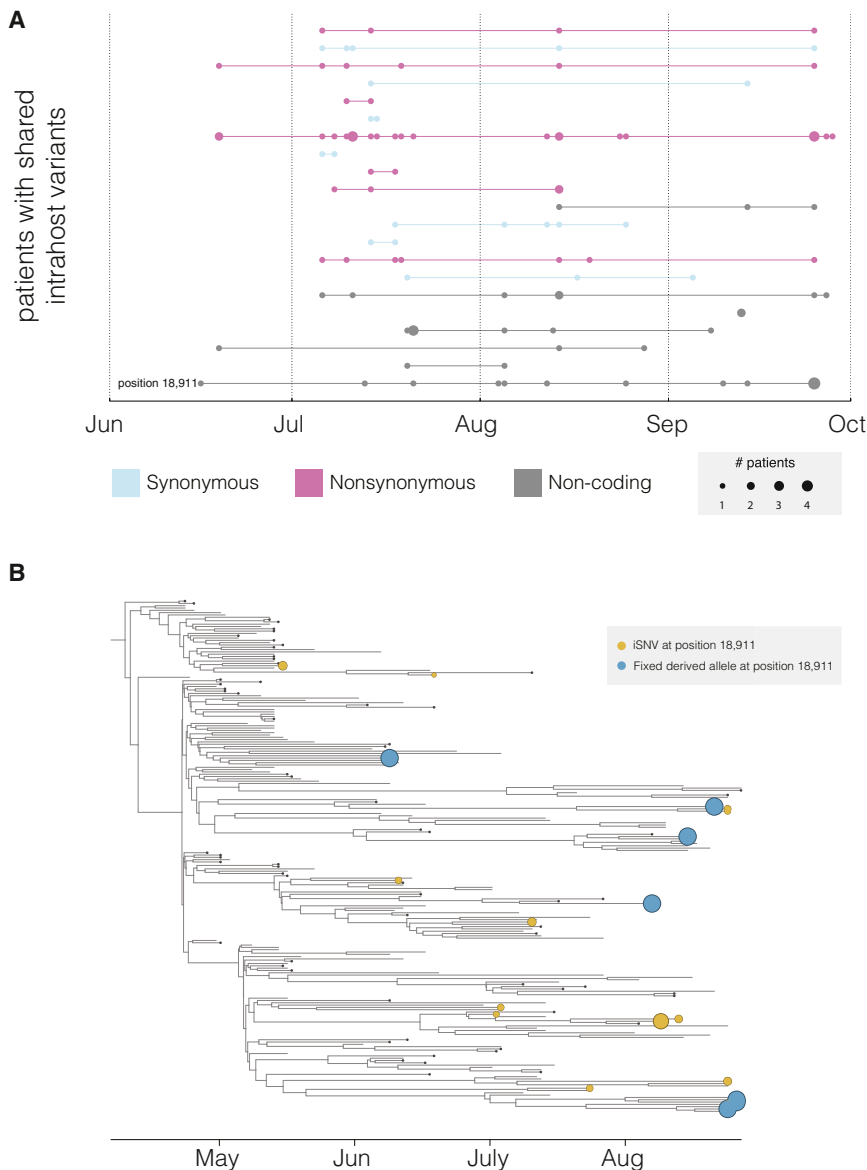 A
patients with shared
intrahost variants
position 18,911
Jun Jul Aug Sep Oct
Synonymous Nonsynonymous Non-coding
# patients
1 2 3 4
B
iSNV at position 18,911
Fixed derived allele at position 18,911
May Jun July Aug